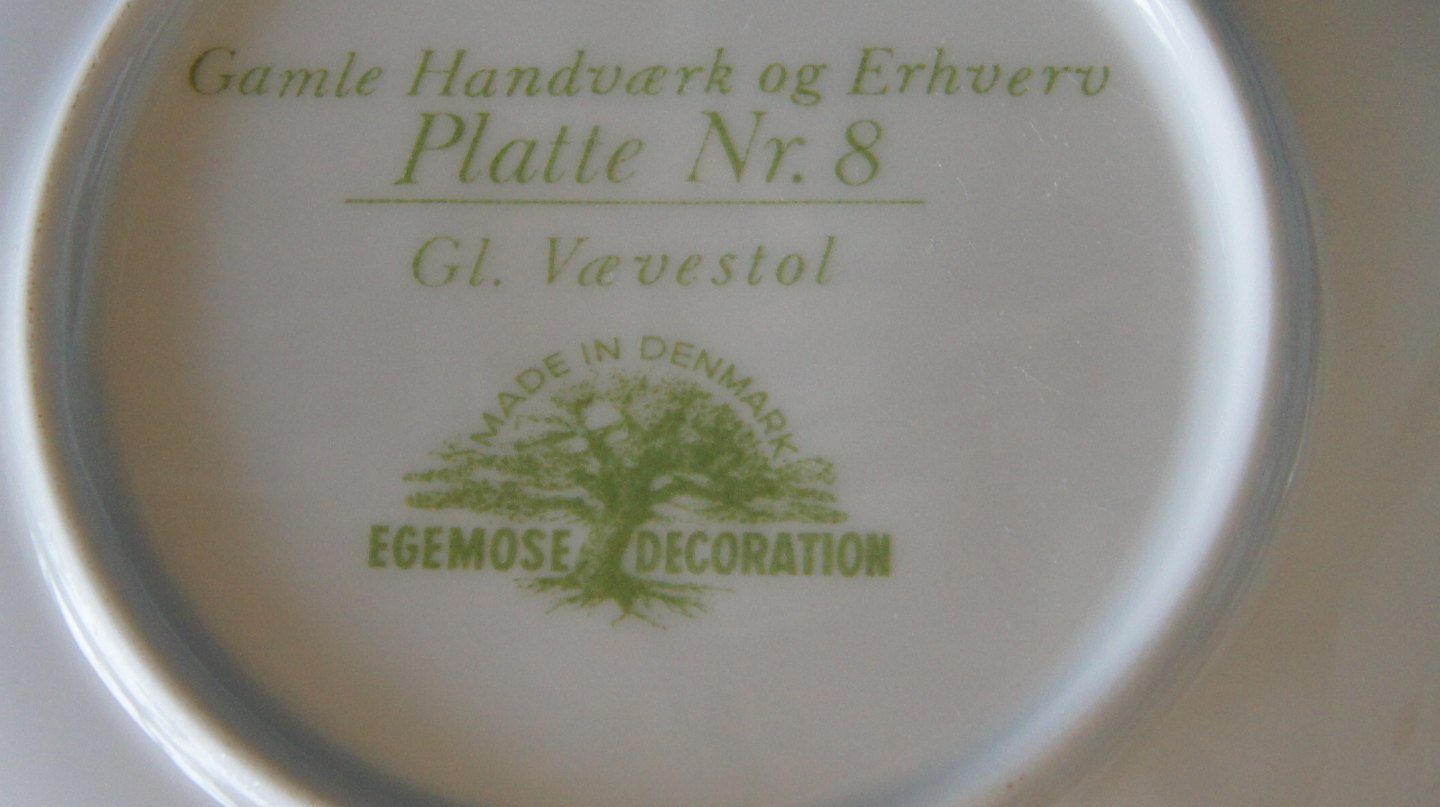 Gamle Handværk og Erhverv
Platte Nr. 8
Gl. Vævestol
MADE IN DENMARK
EGEMOSE DECORATION